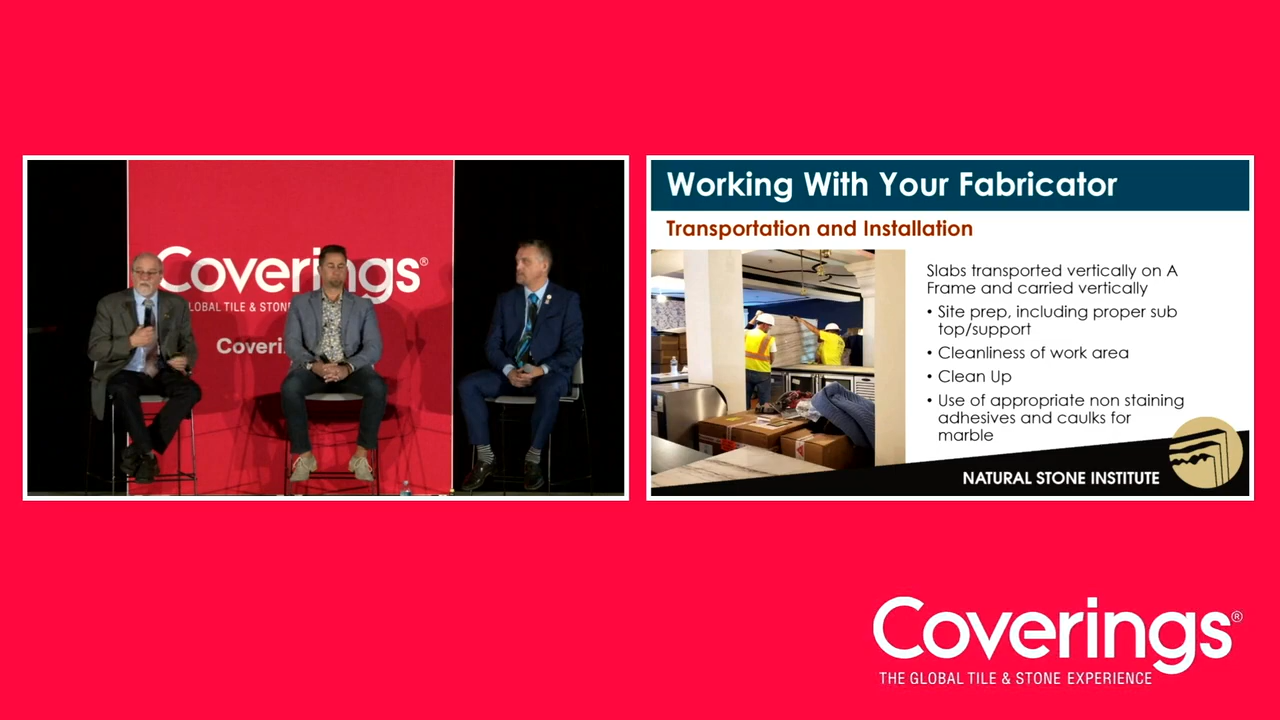 Coverings®
GLOBAL TILE & STONE
Coveri
Working With Your Fabricator
Transportation and Installation
Slabs transported vertically on A
Frame and carried vertically
• Site prep, including proper sub
top/support
• Cleanliness of work area
• Clean Up
• Use of appropriate non staining
adhesives and caulks for
marble
NATURAL STONE INSTITUTE
Coverings®
THE GLOBAL TILE & STONE EXPERIENCE